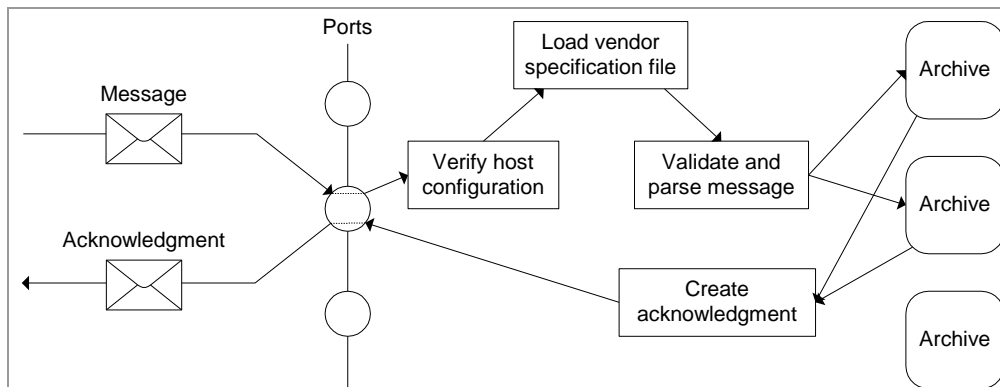 Ports
Load vendor
specification file
Archive
Message
Verify host
configuration
Validate and
parse message
Archive
Acknowledgment
Create
acknowledgment
Archive